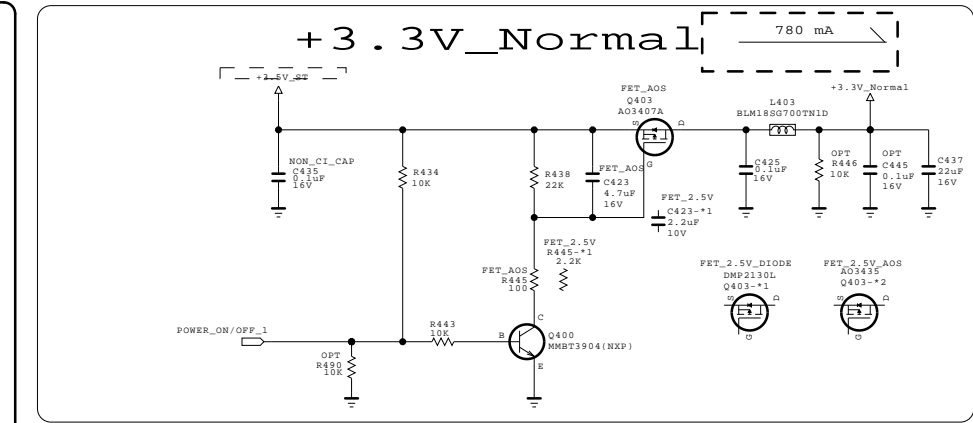 +3.3V_Normal
780 mA
+3.5V_ST
+3.3V_Normal
FET_AOS
Q403
AO3407A
S
D
G
L403
BLM18SG700TN1D
NON_CI_CAP
C435
0.1uF
16V
R434
10K
R438
22K
FET_AOS
C423
4.7uF
16V
FET_2.5V
C423-*1
2.2uF
10V
C425
0.1uF
16V
OPT
R446
10K
OPT
C445
0.1uF
16V
C437
22uF
16V
FET_2.5V
R445-*1
2.2K
FET_AOS
R445
100
FET_2.5V_DIODE
DMP2130L
Q403-*1
S
D
G
FET_2.5V_AOS
AO3435
Q403-*2
S
D
G
POWER_ON/OFF_1
R443
10K
B
C
E
Q400
MMBT3904(NXP)
OPT
R490
10K